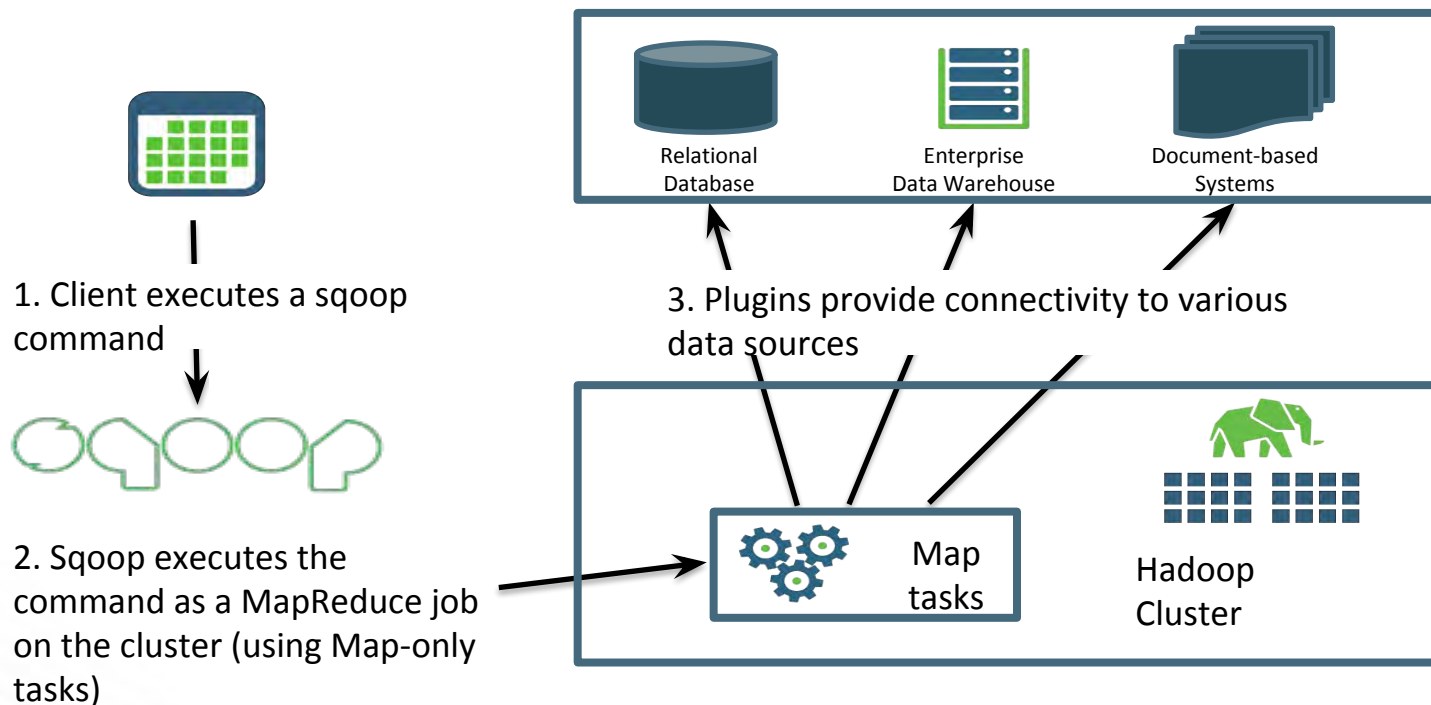 Relational
Database
Enterprise
Data Warehouse
Document-based
Systems
1. Client executes a sqoop
command
3. Plugins provide connectivity to various
data sources
sqoop
2. Sqoop executes the
command as a MapReduce job
on the cluster (using Map-only
tasks)
Map
tasks
Hadoop
Cluster